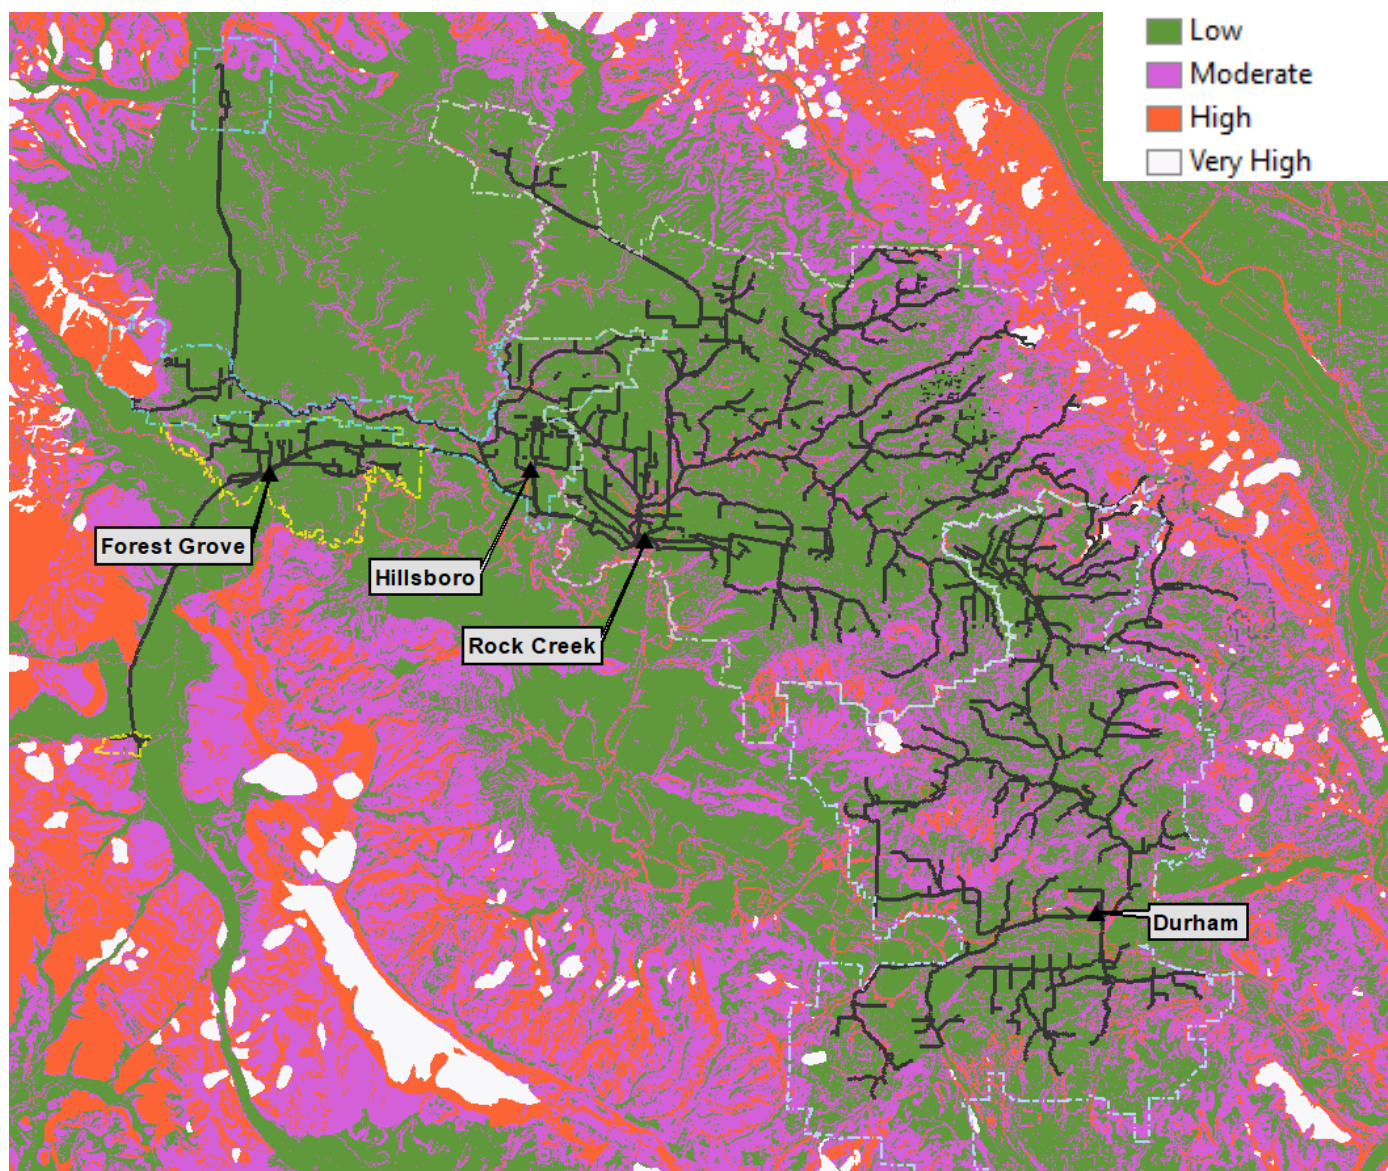 Low
Moderate
High
Very High
Forest Grove
Hillsboro
Rock Creek
Durham